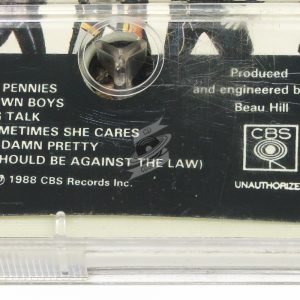 PENNIES
WN BOYS
TALK
METIMES SHE CARES
DAMN PRETTY
HOULD BE AGAINST THE LAW)
℗ 1988 CBS Records Inc.
Produced
and engineered b
Beau Hill
CBS
UNAUTHORIZE